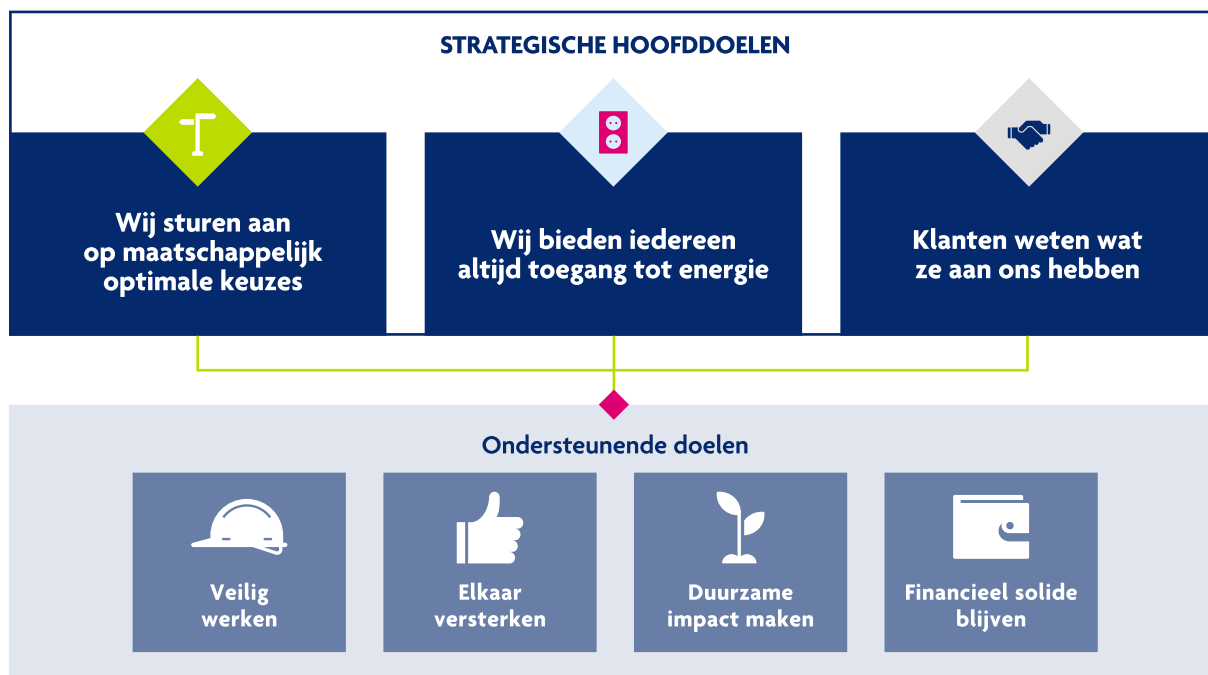 STRATEGISCHE HOOFDDOELEN
Wij sturen aan
op maatschappelijk
optimale keuzes
Wij bieden iedereen
altijd toegang tot energie
Klanten weten wat
ze aan ons hebben
Ondersteunende doelen
Veilig
werken
Elkaar
versterken
Duurzame
impact maken
Financieel solide
blijven